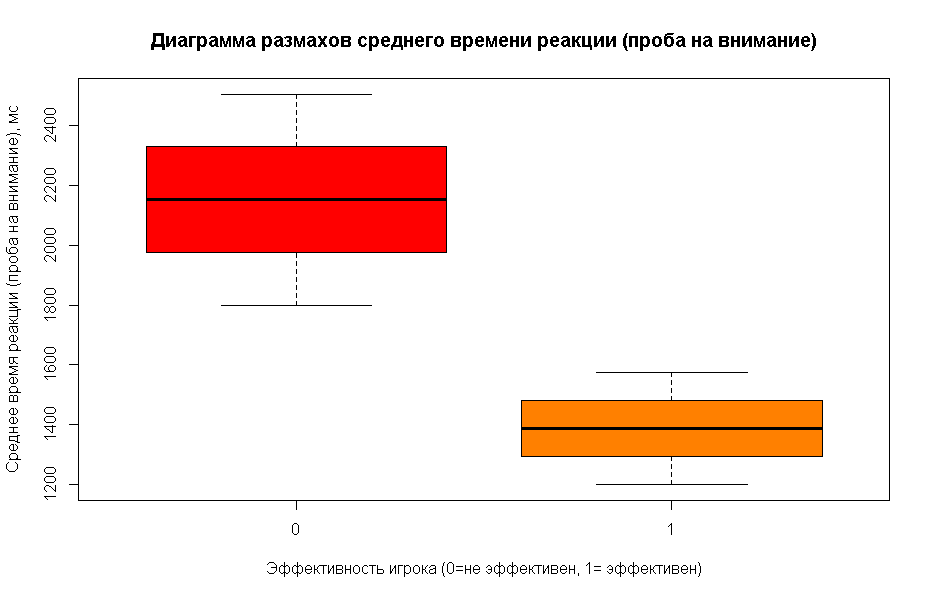 Диаграмма размахов среднего времени реакции (проба на внимание)
Среднее время реакции (проба на внимание), мс
2400
2200
2000
1800
1600
1400
1200
0 1
Эффективность игрока (0=не эффективен, 1= эффективен)